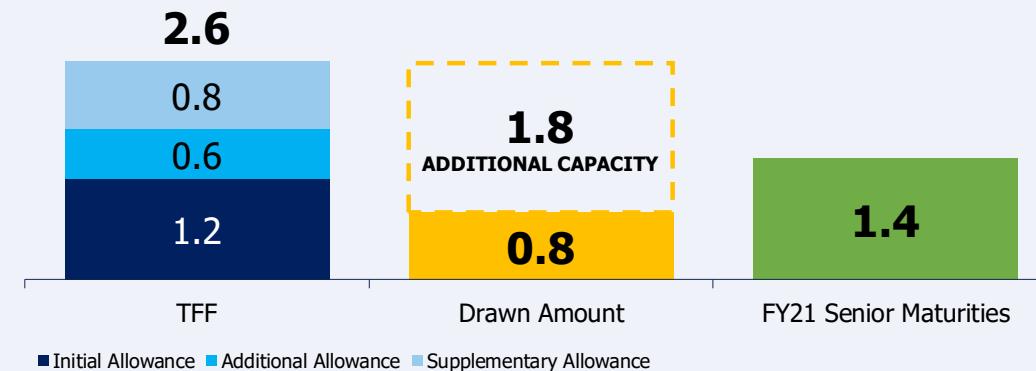 2.6
0.8
0.6
1.2
1.8
ADDITIONAL CAPACITY
0.8
1.4
TFF
Drawn Amount
FY21 Senior Maturities
Initial Allowance
Additional Allowance
Supplementary Allowance